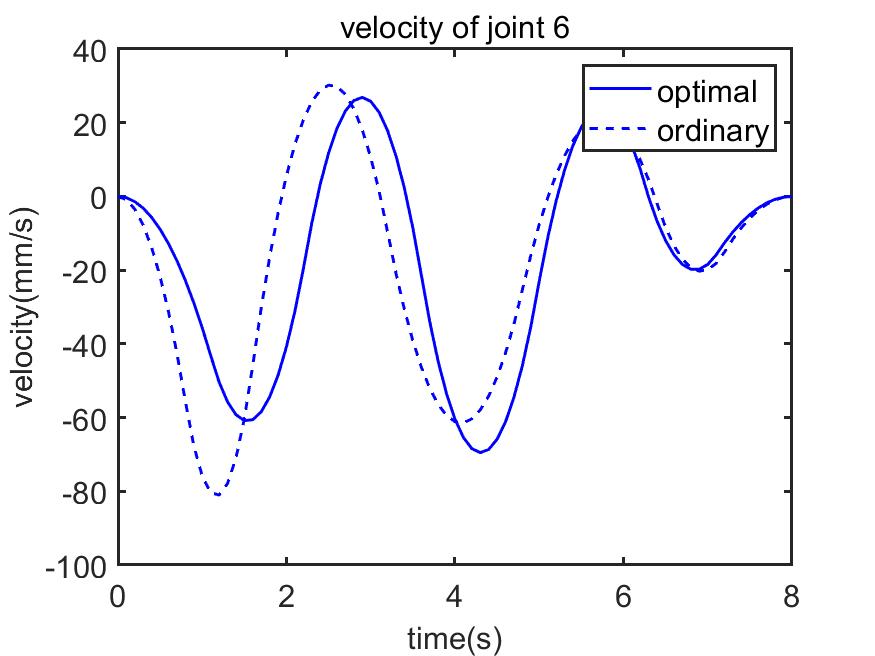 velocity of joint 6
optimal
ordinary
velocity(mm/s)
40
20
0
-20
-40
-60
-80
-100
0 2 4 6 8
time(s)